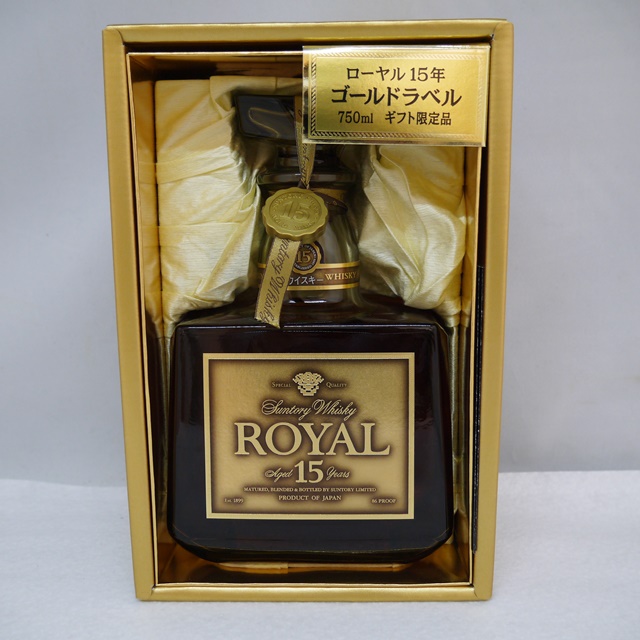 ローヤル 15年
ゴールドラベル
750ml ギフト限定品
15
15
ウイスキー WHISKY
Suntory Whisky
SPECIAL QUALITY
Suntory Whisky
ROYAL
Aged 15 Years
MATURED, BLENDED & BOTTLED BY SUNTORY LIMITED
PRODUCT OF JAPAN
Est. 1899
86 PROOF